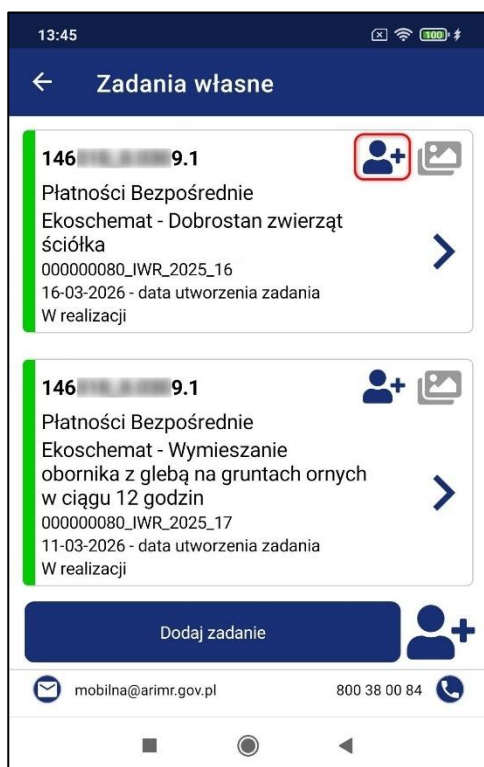 13:45
100
Zadania własne
146 9.1
Płatności Bezpośrednie
Ekoschemat - Dobrostan zwierząt
ściółka
000000080_IWR_2025_16
16-03-2026 - data utworzenia zadania
W realizacji
146 9.1
Płatności Bezpośrednie
Ekoschemat - Wymieszanie
obornika z glebą na gruntach ornych
w ciągu 12 godzin
000000080_IWR_2025_17
11-03-2026 - data utworzenia zadania
W realizacji
Dodaj zadanie
mobilna@arimr.gov.pl 800 38 00 84